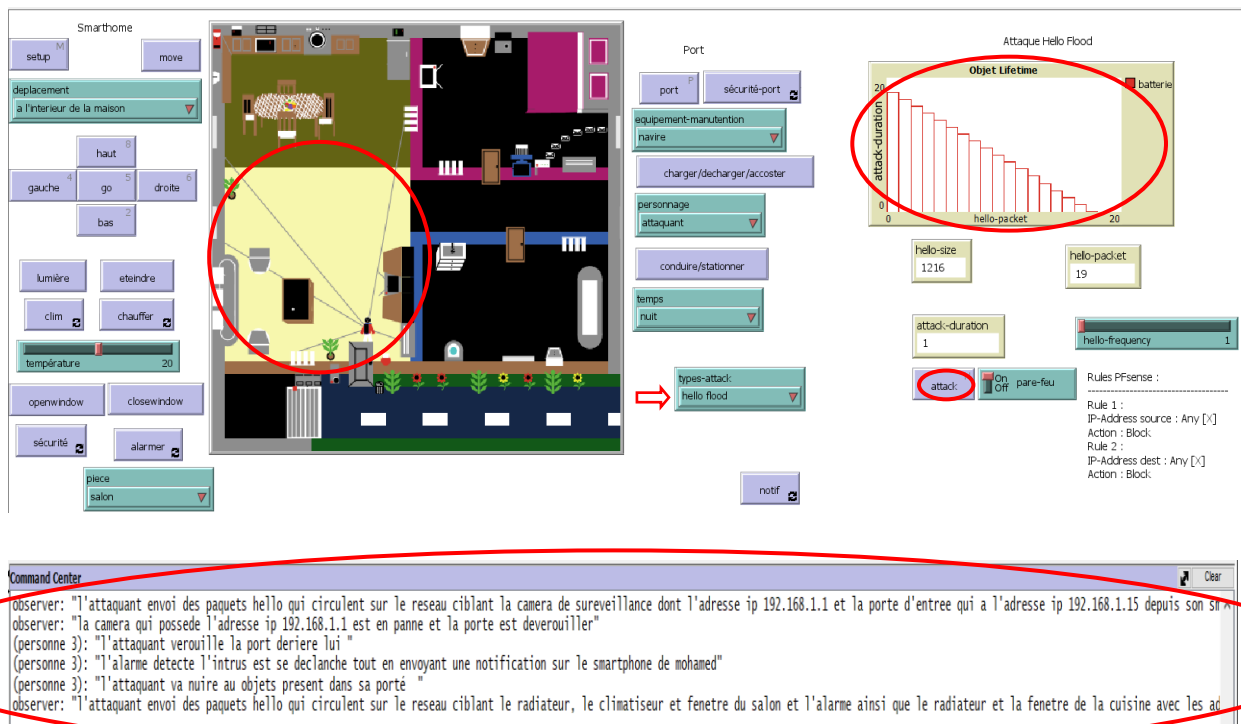 Smarthome
setup
M
move
deplacement
a l'interieur de la maison
haut
8
gauche
4
go
5
droite
6
bas
2
lumière
eteindre
clim
chauffer
température
20
openwindow
closewindow
sécurité
alarmer
piece
salon
Port
port
P
sécurité-port
equipement-manutention
navire
charger/decharger/accoster
personnage
attaquant
conduire/stationner
temps
nuit
types-attack
hello flood
notif
Attaque Hello Flood
Objet Lifetime
20
attack-duration
0
0
hello-packet
20
batterie
hello-size
1216
hello-packet
19
attack-duration
1
hello-frequency
1
attack
On
Off
pare-feu
Rules PFsense :
Rule 1 :
IP-Address source : Any [X]
Action : Block
Rule 2 :
IP-Address dest : Any [X]
Action : Block
Command Center
Clear
observer: "l'attaquant envoi des paquets hello qui circulent sur le reseau ciblant la camera de sureveillance dont l'adresse ip 192.168.1.1 et la porte d'entree qui a l'adresse ip 192.168.1.15 depuis son
observer: "la camera qui possede l'adresse ip 192.168.1.1 est en panne et la porte est deverouiller"
(personne 3): "l'attaquant verouille la port deriere lui "
(personne 3): "l'alarme detecte l'intrus est se declanche tout en envoyant une notification sur le smartphone de mohamed"
(personne 3): "l'attaquant va nuire au objets present dans sa porté "
observer: "l'attaquant envoi des paquets hello qui circulent sur le reseau ciblant le radiateur, le climatiseur et fenetre du salon et l'alarme ainsi que le radiateur et la fenetre de la cuisine avec les